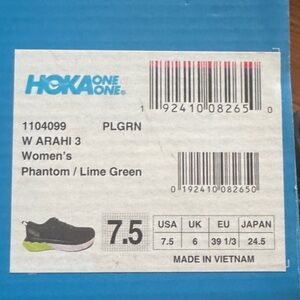 HOKA ONE ONE®
1 92410 08265 0
1104099 PLGRN
W ARAHI 3
Women's
Phantom / Lime Green
0 192410 082650
7.5
USA UK EU JAPAN
7.5 6 39 1/3 24.5
MADE IN VIETNAM